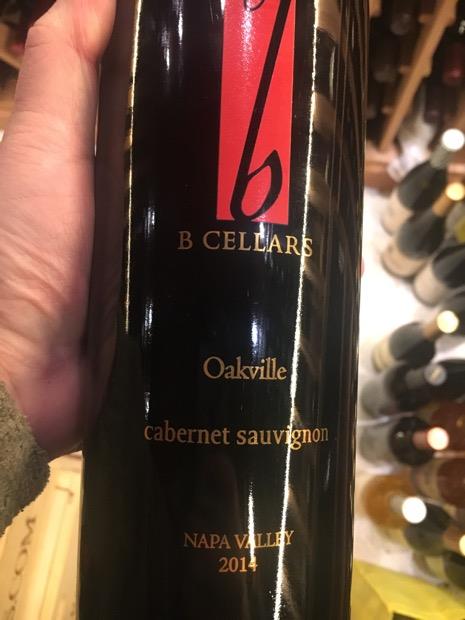 b
B CELLARS
Oakville
cabernet sauvignon
NAPA VALLEY
2014